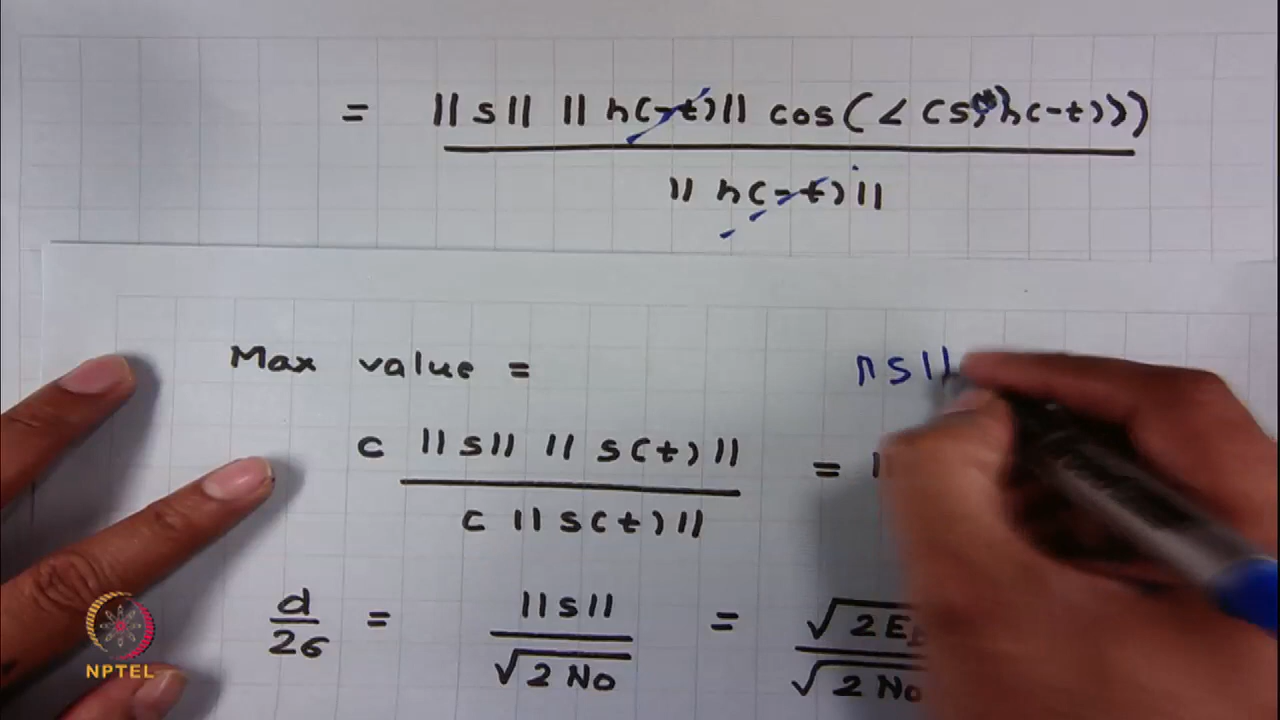 = || s || || h(-t) || cos(∠(s, h(-t)))
|| h(-t) ||
Max value = || s ||
c || s || || s(t) || =
c || s(t) ||
d = || s || = √2E
2σ √2 No √2 No
NPTEL